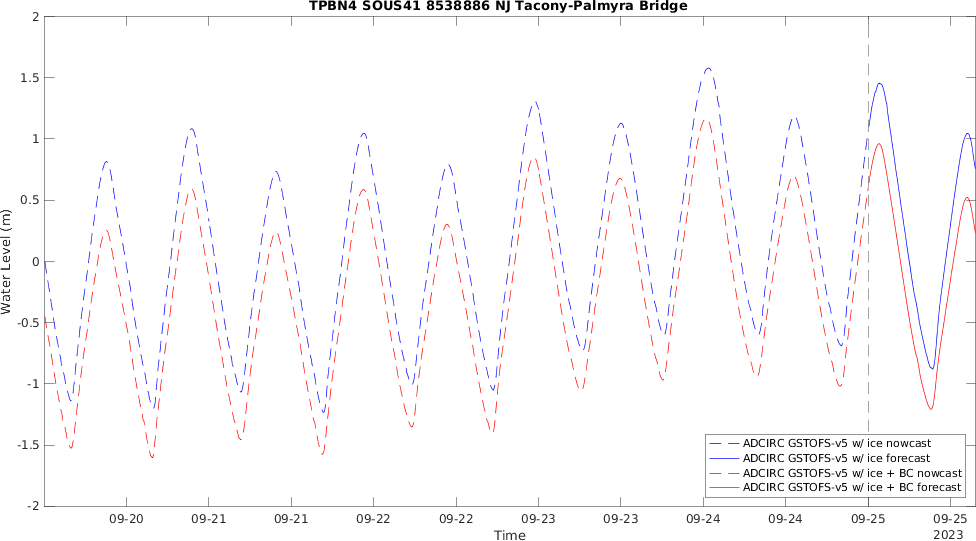 TPBN4 SOUS41 8538886 NJ Tacony-Palmyra Bridge
Water Level (m)
2
1.5
1
0.5
0
-0.5
-1
-1.5
-2
ADCIRC GSTOFS-v5 w/ ice nowcast
ADCIRC GSTOFS-v5 w/ ice forecast
ADCIRC GSTOFS-v5 w/ ice + BC nowcast
ADCIRC GSTOFS-v5 w/ ice + BC forecast
09-20 09-21 09-21 09-22 09-22 09-23 09-23 09-24 09-24 09-25 09-25
Time 2023